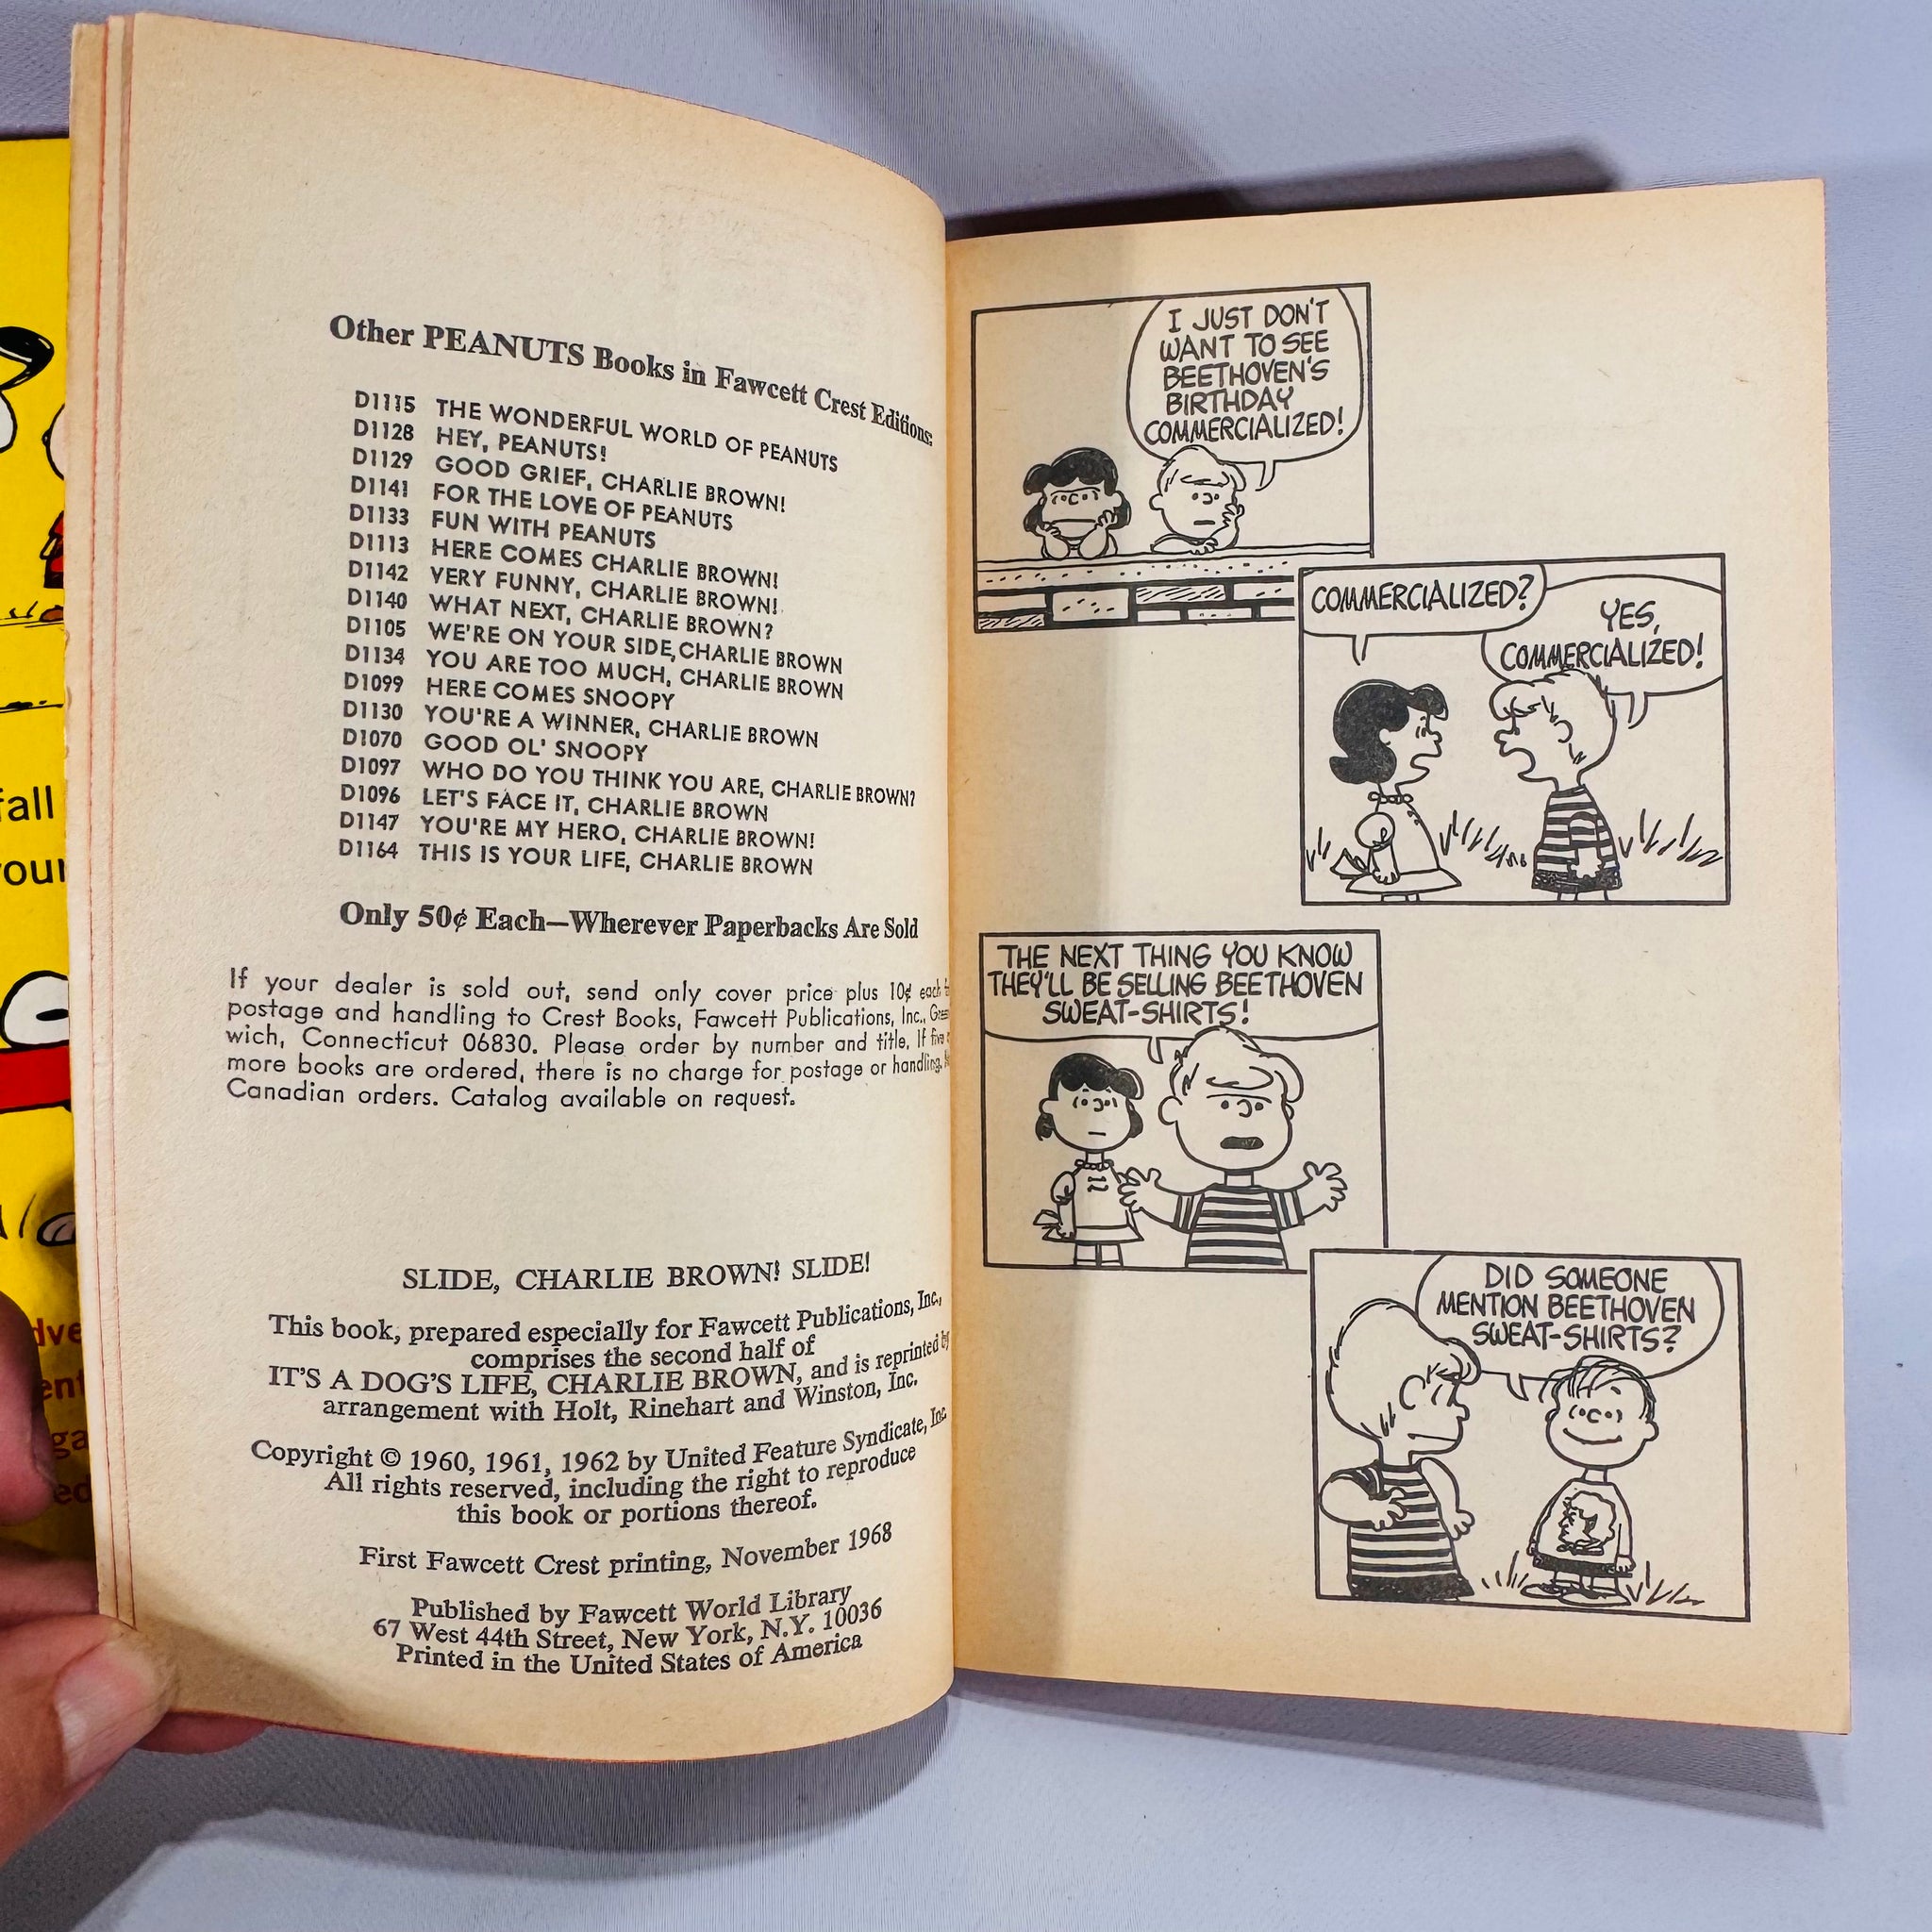 Other PEANUTS Books in Fawcett Crest Editions:
D1115 THE WONDERFUL WORLD OF PEANUTS
D1128 HEY, PEANUTS!
D1129 GOOD GRIEF, CHARLIE BROWN!
D1141 FOR THE LOVE OF PEANUTS
D1133 FUN WITH PEANUTS
D1113 HERE COMES CHARLIE BROWN!
D1142 VERY FUNNY, CHARLIE BROWN!
D1140 WHAT NEXT, CHARLIE BROWN?
D1105 WE'RE ON YOUR SIDE, CHARLIE BROWN
D1134 YOU ARE TOO MUCH, CHARLIE BROWN
D1099 HERE COMES SNOOPY
D1130 YOU'RE A WINNER, CHARLIE BROWN
D1070 GOOD OL' SNOOPY
D1097 WHO DO YOU THINK YOU ARE, CHARLIE BROWN?
D1096 LET'S FACE IT, CHARLIE BROWN
D1147 YOU'RE MY HERO, CHARLIE BROWN!
D1164 THIS IS YOUR LIFE, CHARLIE BROWN
Only 50¢ Each—Wherever Paperbacks Are Sold
If your dealer is sold out, send only cover price plus 10¢ each
postage and handling to Crest Books, Fawcett Publications, Inc., Green
wich, Connecticut 06830. Please order by number and title. If five
more books are ordered, there is no charge for postage or handling.
Canadian orders. Catalog available on request.
SLIDE, CHARLIE BROWN! SLIDE!
This book, prepared especially for Fawcett Publications, Inc.,
comprises the second half of
IT'S A DOG'S LIFE, CHARLIE BROWN, and is reprinted by
arrangement with Holt, Rinehart and Winston, Inc.
Copyright © 1960, 1961, 1962 by United Feature Syndicate, Inc.
All rights reserved, including the right to reproduce
this book or portions thereof.
First Fawcett Crest printing, November 1968
Published by Fawcett World Library
67 West 44th Street, New York, N.Y. 10036
Printed in the United States of America
I JUST DON'T
WANT TO SEE
BEETHOVEN'S
BIRTHDAY
COMMERCIALIZED!
COMMERCIALIZED?
YES,
COMMERCIALIZED!
THE NEXT THING YOU KNOW
THEY'LL BE SELLING BEETHOVEN
SWEAT-SHIRTS!
DID SOMEONE
MENTION BEETHOVEN
SWEAT-SHIRTS?
fall
your